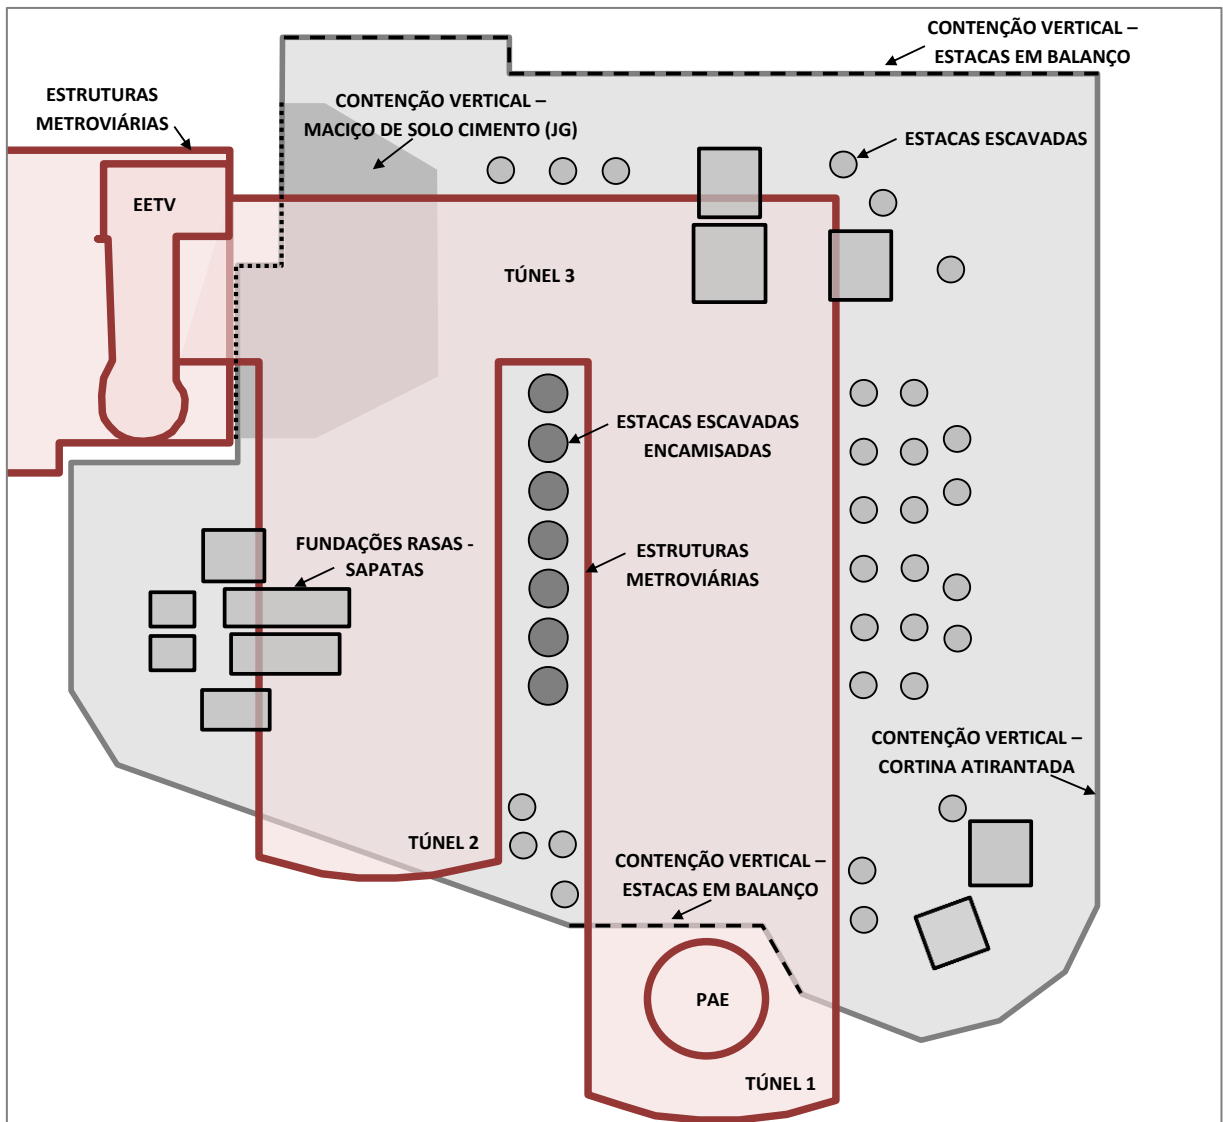 CONTENÇÃO VERTICAL –
ESTACAS EM BALANÇO
ESTRUTURAS
METROVIÁRIAS
CONTENÇÃO VERTICAL –
MACIÇO DE SOLO CIMENTO (JG)
ESTACAS ESCAVADAS
EETV
TÚNEL 3
ESTACAS ESCAVADAS
ENCAMISADAS
FUNDAÇÕES RASAS -
SAPATAS
ESTRUTURAS
METROVIÁRIAS
CONTENÇÃO VERTICAL –
CORTINA ATIRANTADA
TÚNEL 2
CONTENÇÃO VERTICAL –
ESTACAS EM BALANÇO
PAE
TÚNEL 1